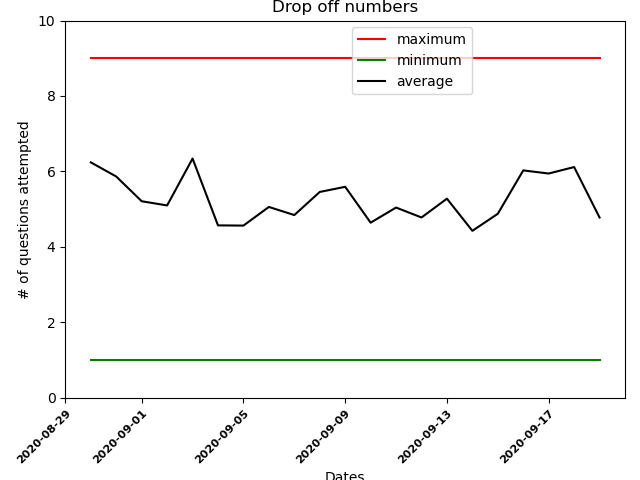 Drop off numbers
maximum
minimum
average
# of questions attempted
10
8
6
4
2
0
2020-08-29
2020-09-01
2020-09-05
2020-09-09
2020-09-13
2020-09-17
Dates